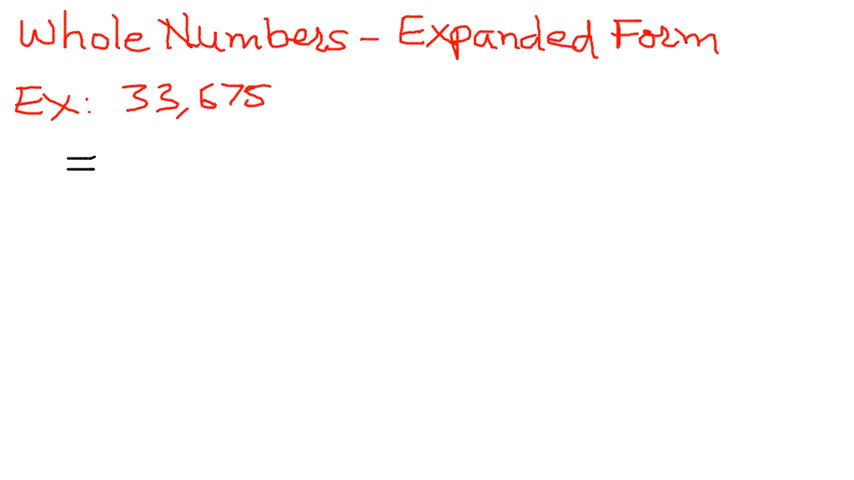 Whole Numbers - Expanded Form
Ex: 33,675
=